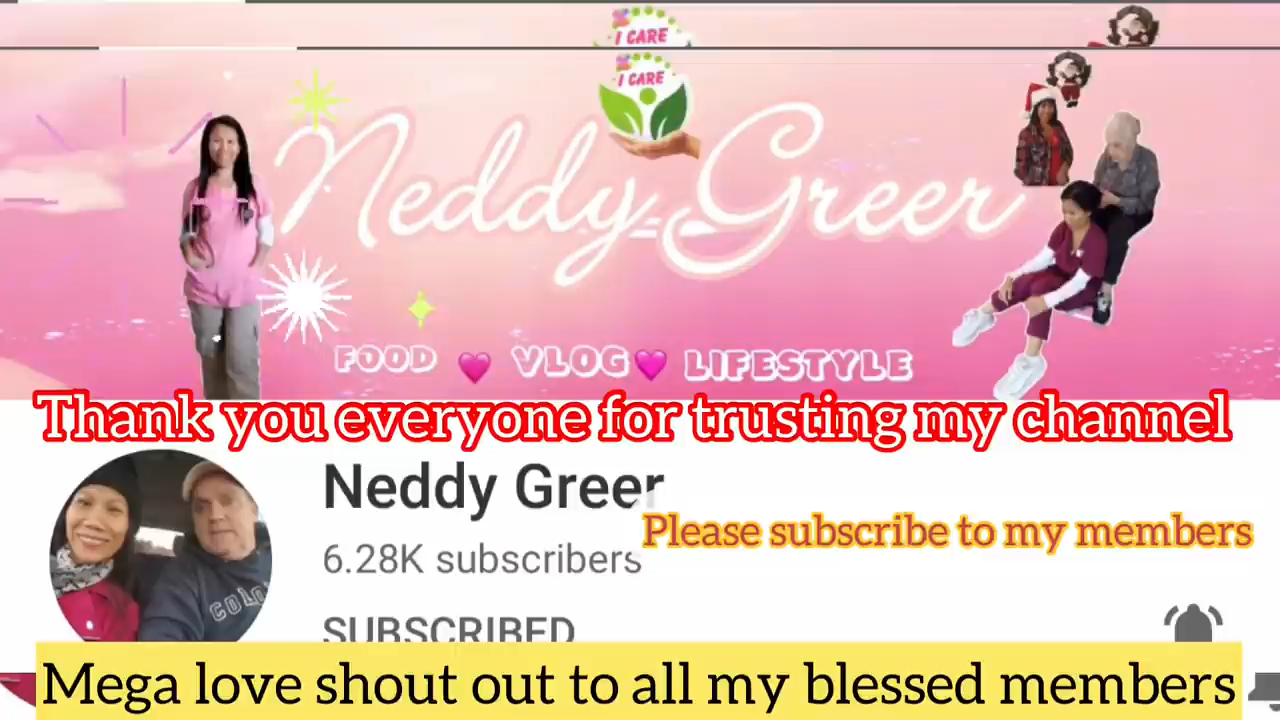 I CARE
I CARE
Neddy Greer
FOOD VLOG LIFESTYLE
Thank you everyone for trusting my channel
Neddy Greer
Please subscribe to my members
6.28K subscribers
SUBSCRIBED
Mega love shout out to all my blessed members